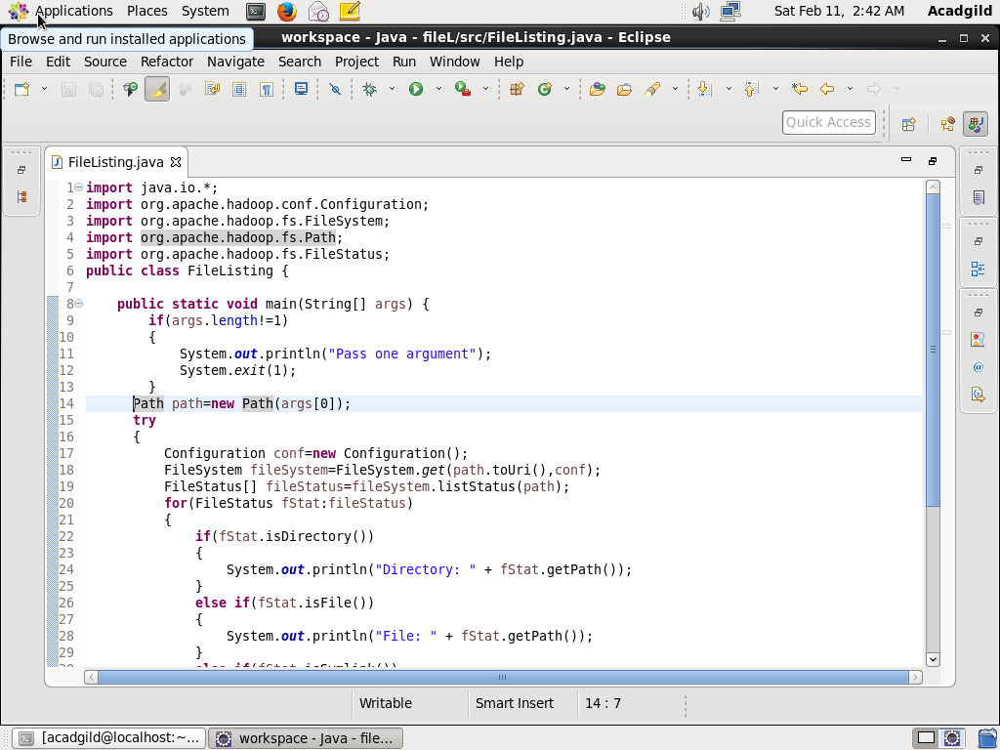 Applications Places System Sat Feb 11, 2:42 AM Acadgild
Browse and run installed applications
workspace - Java - fileL/src/FileListing.java - Eclipse
File Edit Source Refactor Navigate Search Project Run Window Help
Quick Access
FileListing.java
1 import java.io.*;
2 import org.apache.hadoop.conf.Configuration;
3 import org.apache.hadoop.fs.FileSystem;
4 import org.apache.hadoop.fs.Path;
5 import org.apache.hadoop.fs.FileStatus;
6 public class FileListing {
7
8 public static void main(String[] args) {
9 if(args.length!=1)
10 {
11 System.out.println("Pass one argument");
12 System.exit(1);
13 }
14 Path path=new Path(args[0]);
15 try
16 {
17 Configuration conf=new Configuration();
18 FileSystem fileSystem=FileSystem.get(path.toUri(),conf);
19 FileStatus[] fileStatus=fileSystem.listStatus(path);
20 for(FileStatus fStat:fileStatus)
21 {
22 if(fStat.isDirectory())
23 {
24 System.out.println("Directory: " + fStat.getPath());
25 }
26 else if(fStat.isFile())
27 {
28 System.out.println("File: " + fStat.getPath());
29 }
30 else if(fStat.isSymlink())
Writable Smart Insert 14 : 7
[acadgild@localhost:~... workspace - Java - file...